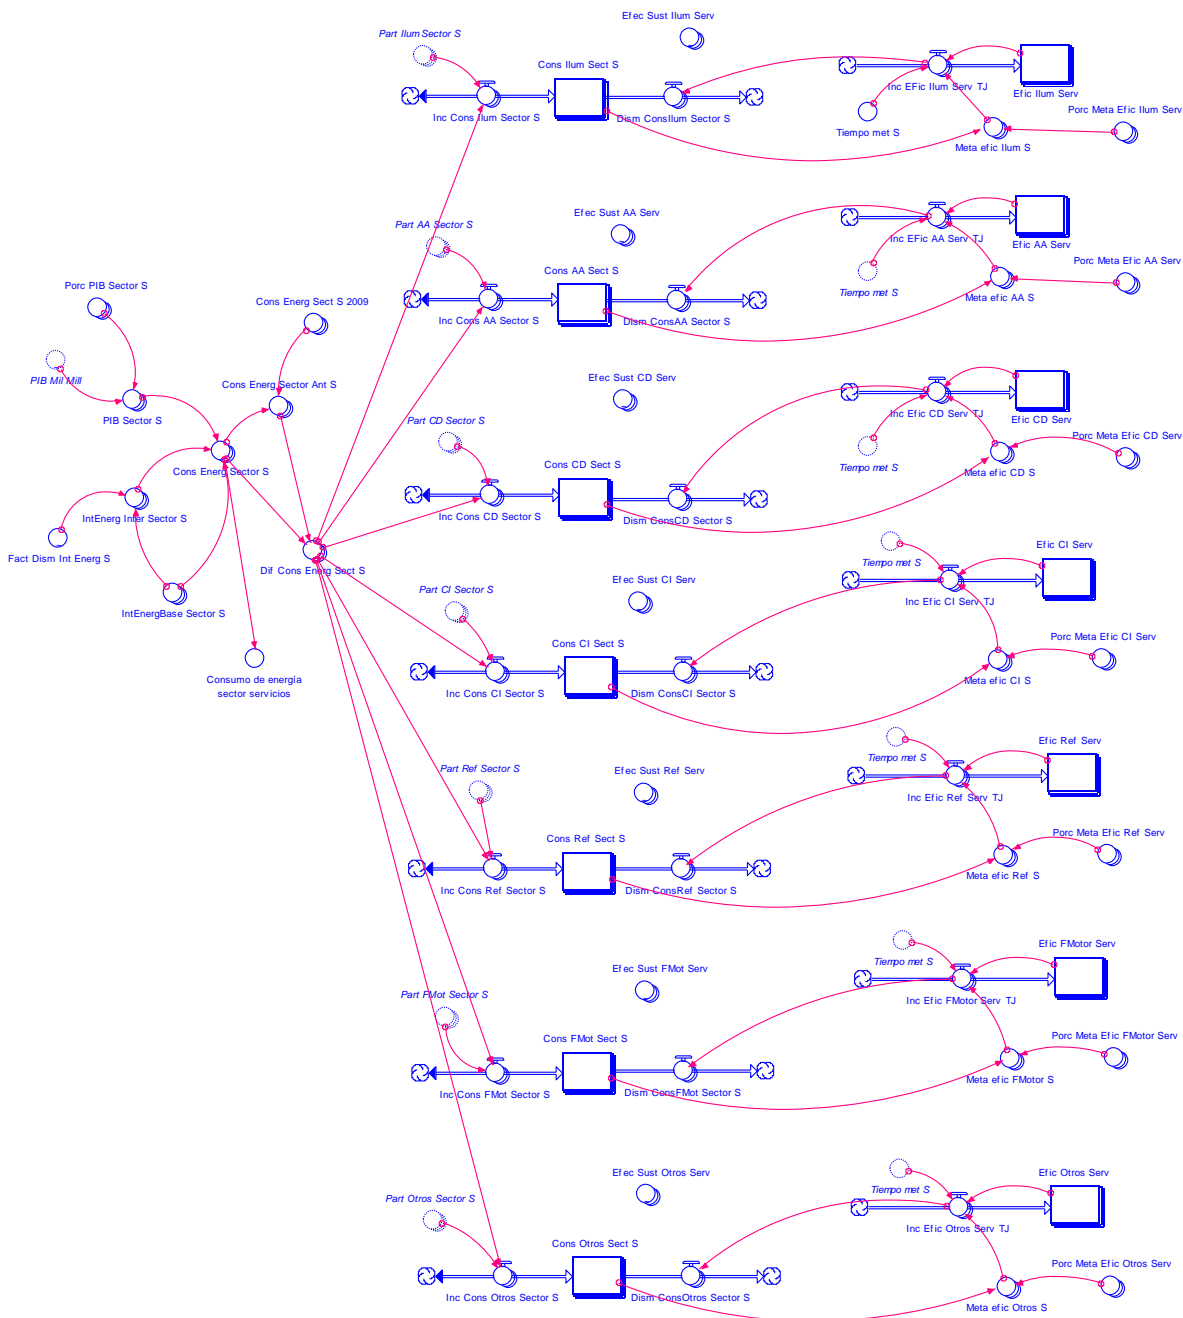 Efec Sust Ilum Serv
Part Ilum Sector S
Cons Ilum Sect S
Inc EFic Ilum Serv TJ
Efic Ilum Serv
Inc Cons Ilum Sector S
Dism ConsIlum Sector S
Tiempo met S
Porc Meta Efic Ilum Serv
Meta efic Ilum S
Efec Sust AA Serv
Part AA Sector S
Inc EFic AA Serv TJ
Efic AA Serv
Cons AA Sect S
Tiempo met S
Porc Meta Efic AA Serv
Meta efic AA S
Inc Cons AA Sector S
Dism ConsAA Sector S
Porc PIB Sector S
Cons Energ Sect S 2009
PIB Mil Mill
Cons Energ Sector Ant S
PIB Sector S
Cons Energ Sector S
IntEnerg Inter Sector S
Fact Dism Int Energ S
IntEnergBase Sector S
Dif Cons Energ Sect S
Consumo de energía
sector servicios
Efec Sust CD Serv
Part CD Sector S
Inc EFic CD Serv TJ
Efic CD Serv
Cons CD Sect S
Tiempo met S
Porc Meta Efic CD Serv
Meta efic CD S
Inc Cons CD Sector S
Dism ConsCD Sector S
Efec Sust CI Serv
Part CI Sector S
Tiempo met S
Efic CI Serv
Inc Efic CI Serv TJ
Cons CI Sect S
Porc Meta Efic CI Serv
Meta efic CI S
Inc Cons CI Sector S
Dism ConsCI Sector S
Efec Sust Ref Serv
Part Ref Sector S
Tiempo met S
Efic Ref Serv
Inc Efic Ref Serv TJ
Cons Ref Sect S
Porc Meta Efic Ref Serv
Meta efic Ref S
Inc Cons Ref Sector S
Dism ConsRef Sector S
Efec Sust FMot Serv
Part FMot Sector S
Tiempo met S
Efic FMotor Serv
Inc Efic FMotor Serv TJ
Cons FMot Sect S
Porc Meta Efic FMotor Serv
Meta efic FMotor S
Inc Cons FMot Sector S
Dism ConsFMot Sector S
Efec Sust Otros Serv
Part Otros Sector S
Tiempo met S
Efic Otros Serv
Inc Efic Otros Serv TJ
Cons Otros Sect S
Porc Meta Efic Otros Serv
Meta efic Otros S
Inc Cons Otros Sector S
Dism ConsOtros Sector S